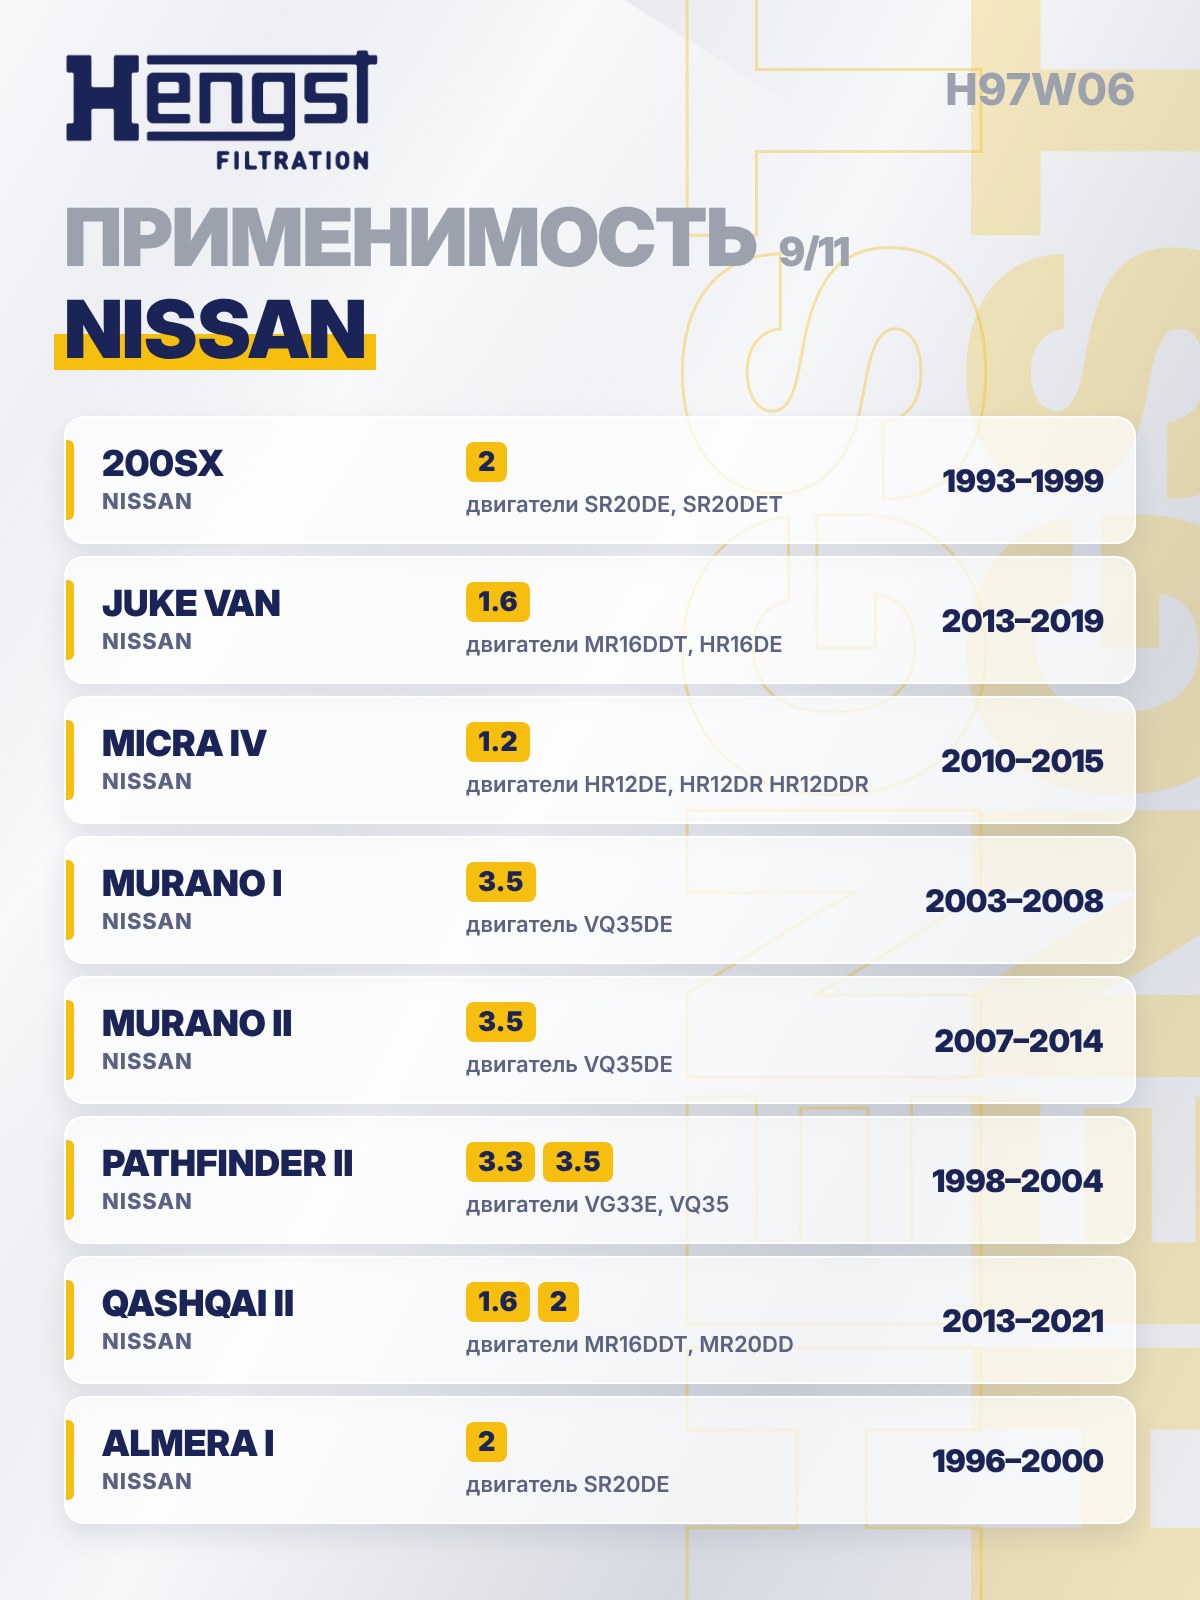 Hengst
FILTRATION
H97W06
ПРИМЕНИМОСТЬ 9/11
NISSAN
200SX
NISSAN
2
двигатели SR20DE, SR20DET
1993–1999
JUKE VAN
NISSAN
1.6
двигатели MR16DDT, HR16DE
2013–2019
MICRA IV
NISSAN
1.2
двигатели HR12DE, HR12DR HR12DDR
2010–2015
MURANO I
NISSAN
3.5
двигатель VQ35DE
2003–2008
MURANO II
NISSAN
3.5
двигатель VQ35DE
2007–2014
PATHFINDER II
NISSAN
3.3 3.5
двигатели VG33E, VQ35
1998–2004
QASHQAI II
NISSAN
1.6 2
двигатели MR16DDT, MR20DD
2013–2021
ALMERA I
NISSAN
2
двигатель SR20DE
1996–2000
HENGST
HENGST